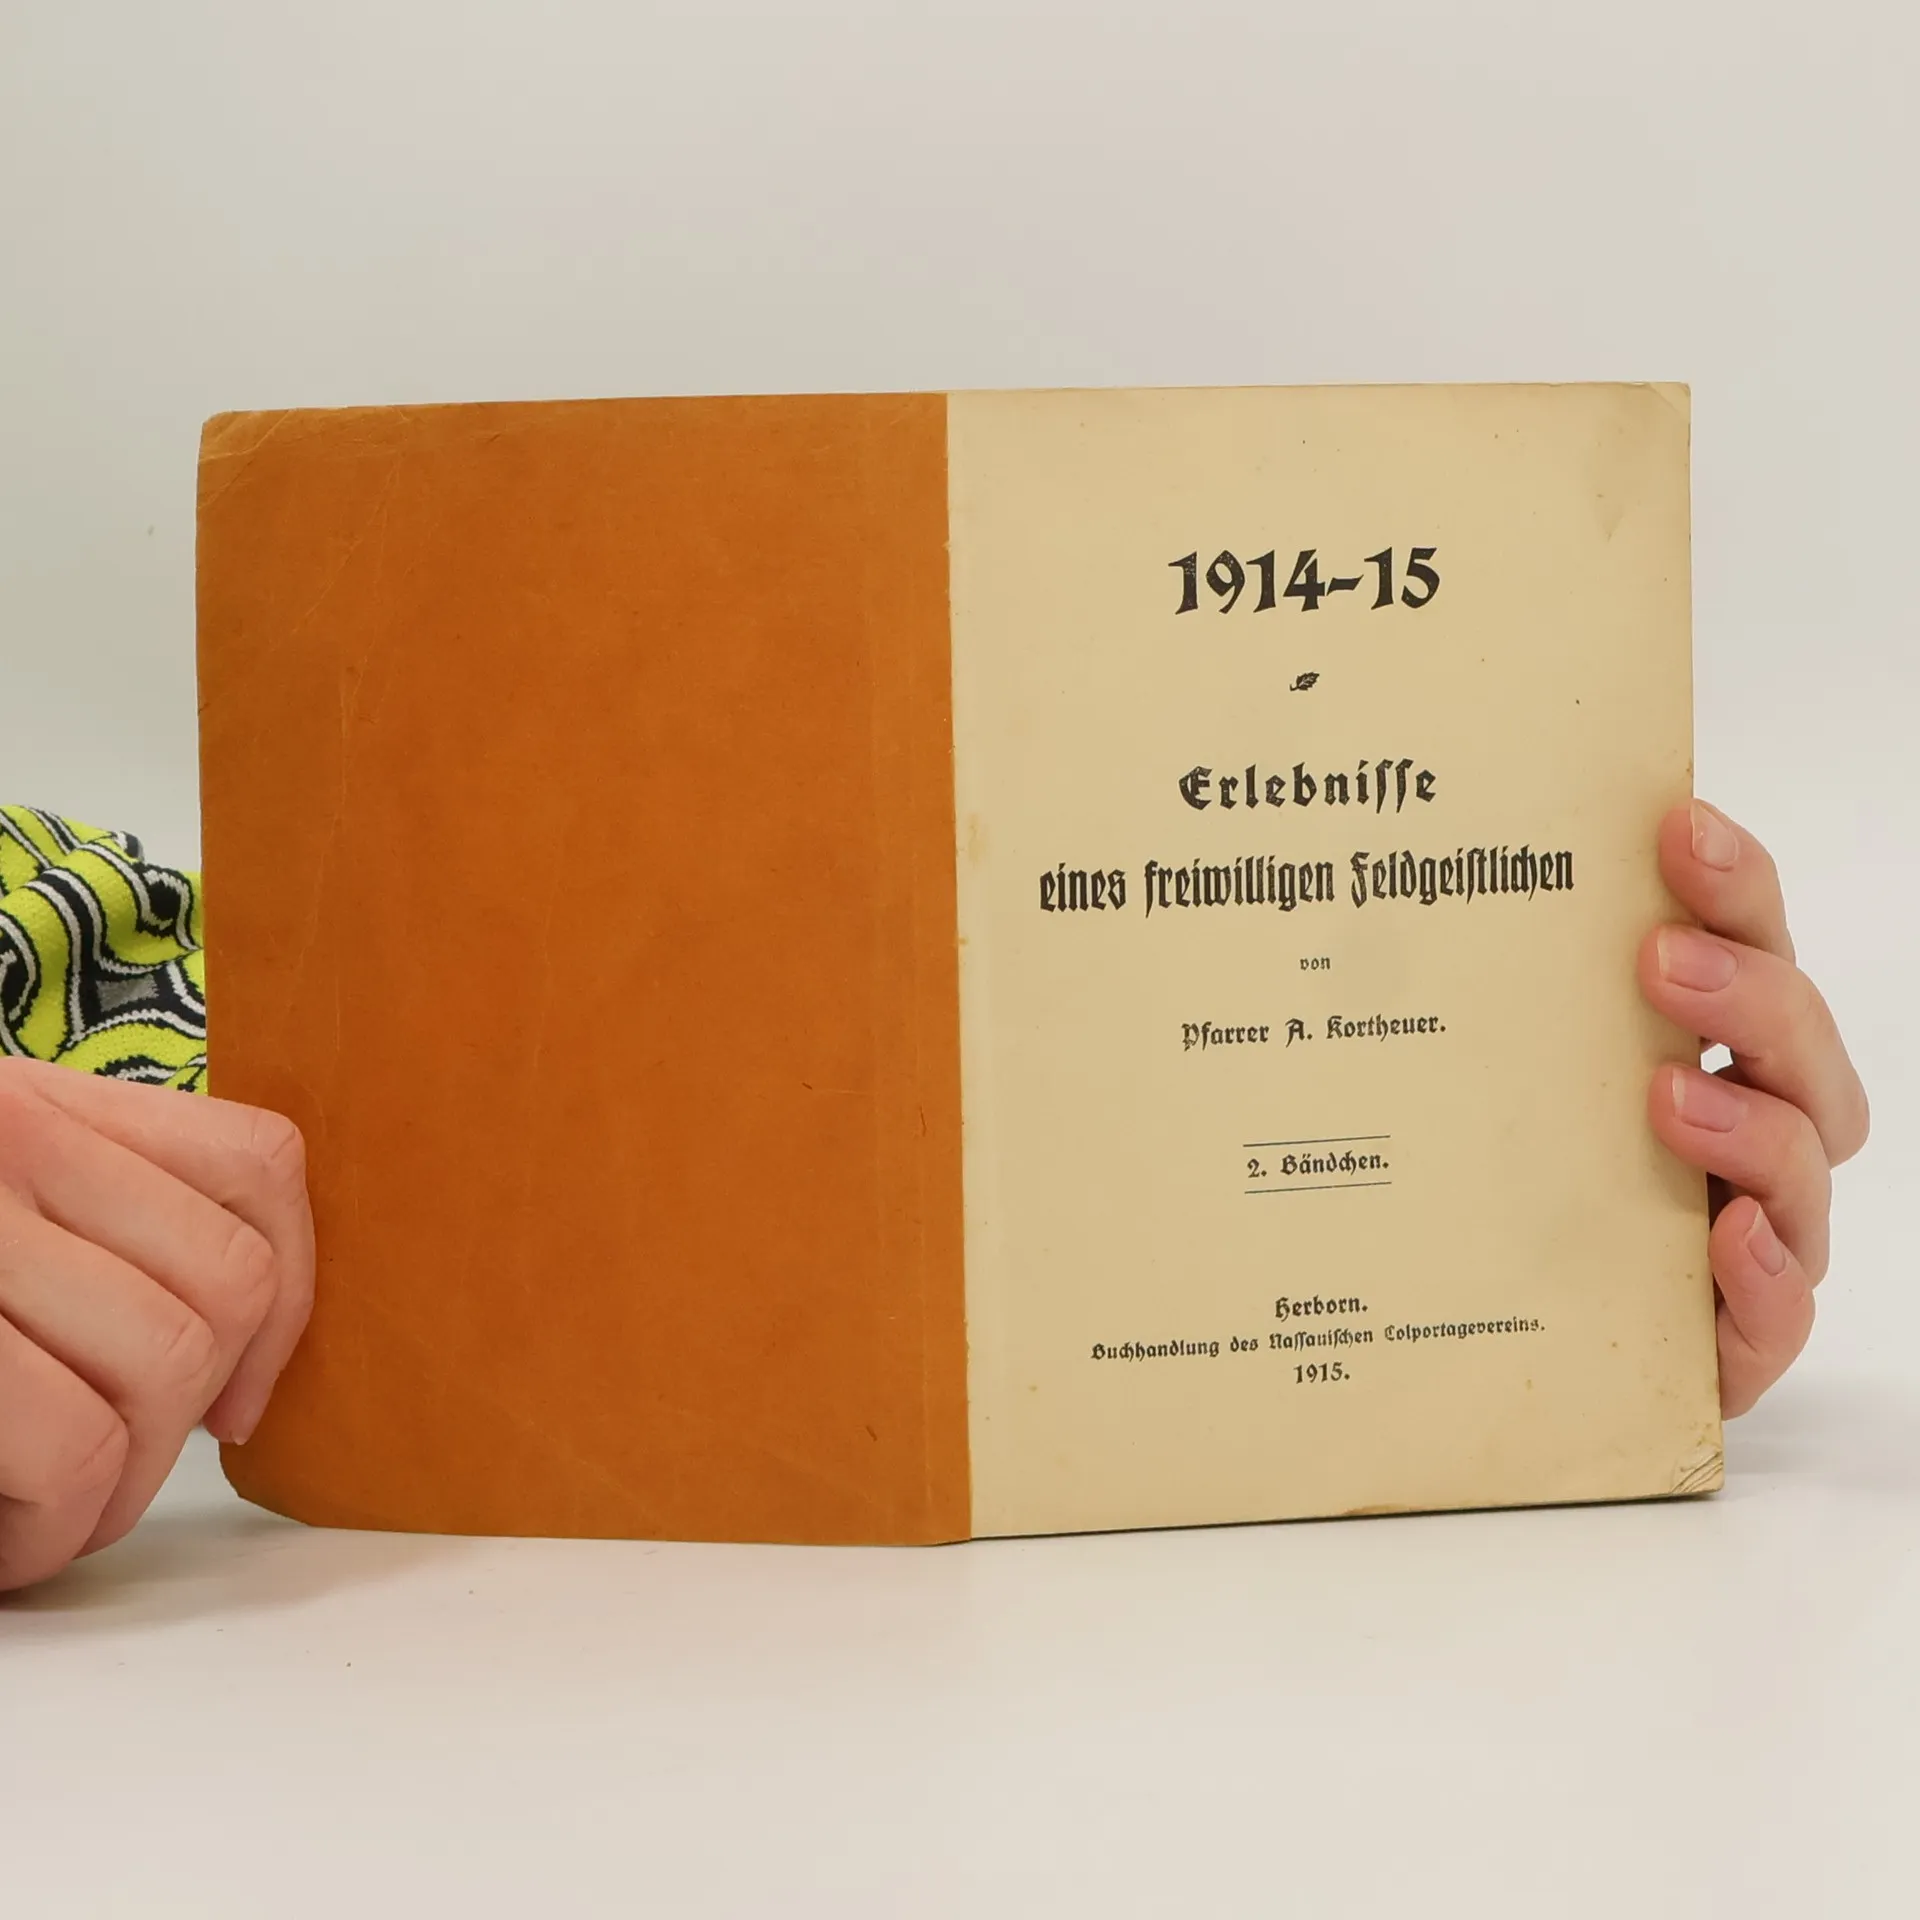 1914-15
Erlebniſſe
eines freiwilligen Feldgeiſtlichen
von
Pfarrer A. Kortheuer.
2. Bändchen.
Herborn.
Buchhandlung des Naſſauiſchen Colportagevereins.
1915.